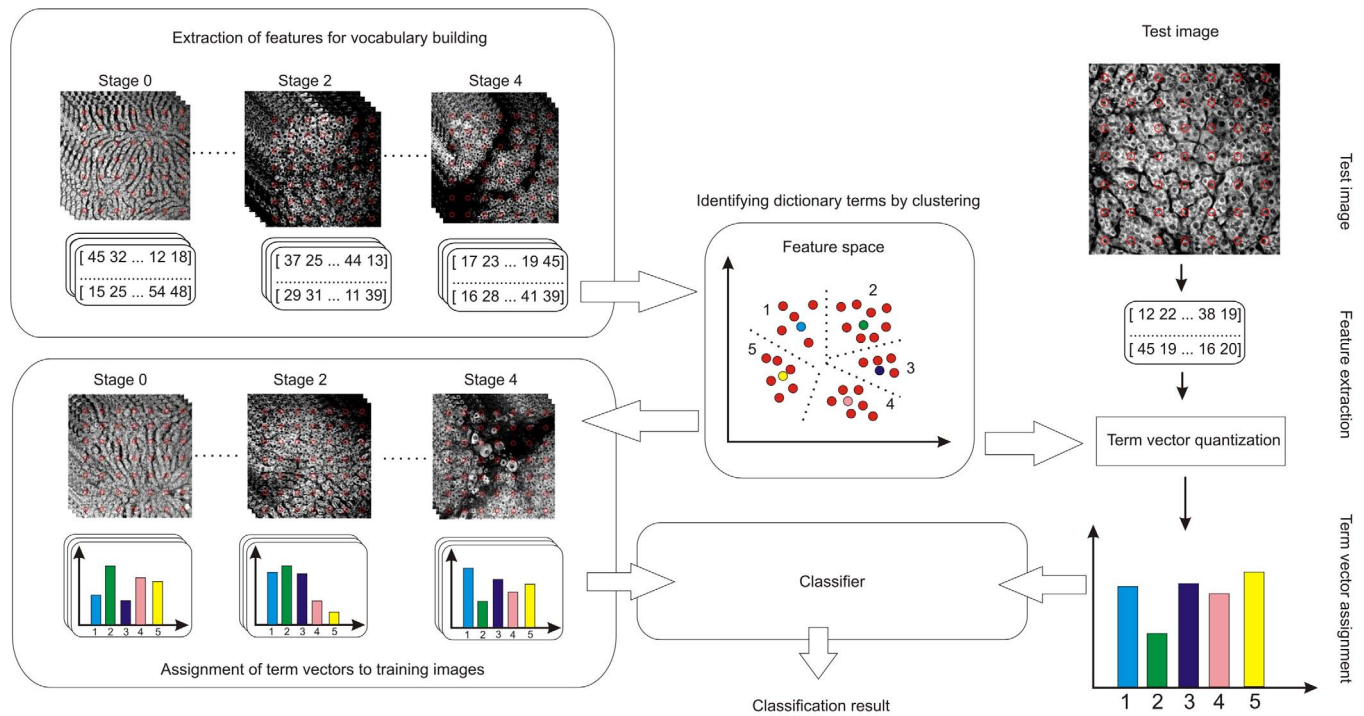 Extraction of features for vocabulary building
Stage 0
Stage 2
Stage 4
[ 45 32 ... 12 18]
[ 15 25 ... 54 48]
[ 37 25 ... 44 13]
[ 29 31 ... 11 39]
[ 17 23 ... 19 45]
[ 16 28 ... 41 39]
Identifying dictionary terms by clustering
Feature space
1
2
3
4
5
Stage 0
Stage 2
Stage 4
1 2 3 4 5
1 2 3 4 5
1 2 3 4 5
Assignment of term vectors to training images
Classifier
Classification result
Test image
[ 12 22 ... 38 19]
[ 45 19 ... 16 20]
Term vector quantization
1 2 3 4 5
Test image
Feature extraction
Term vector assignment